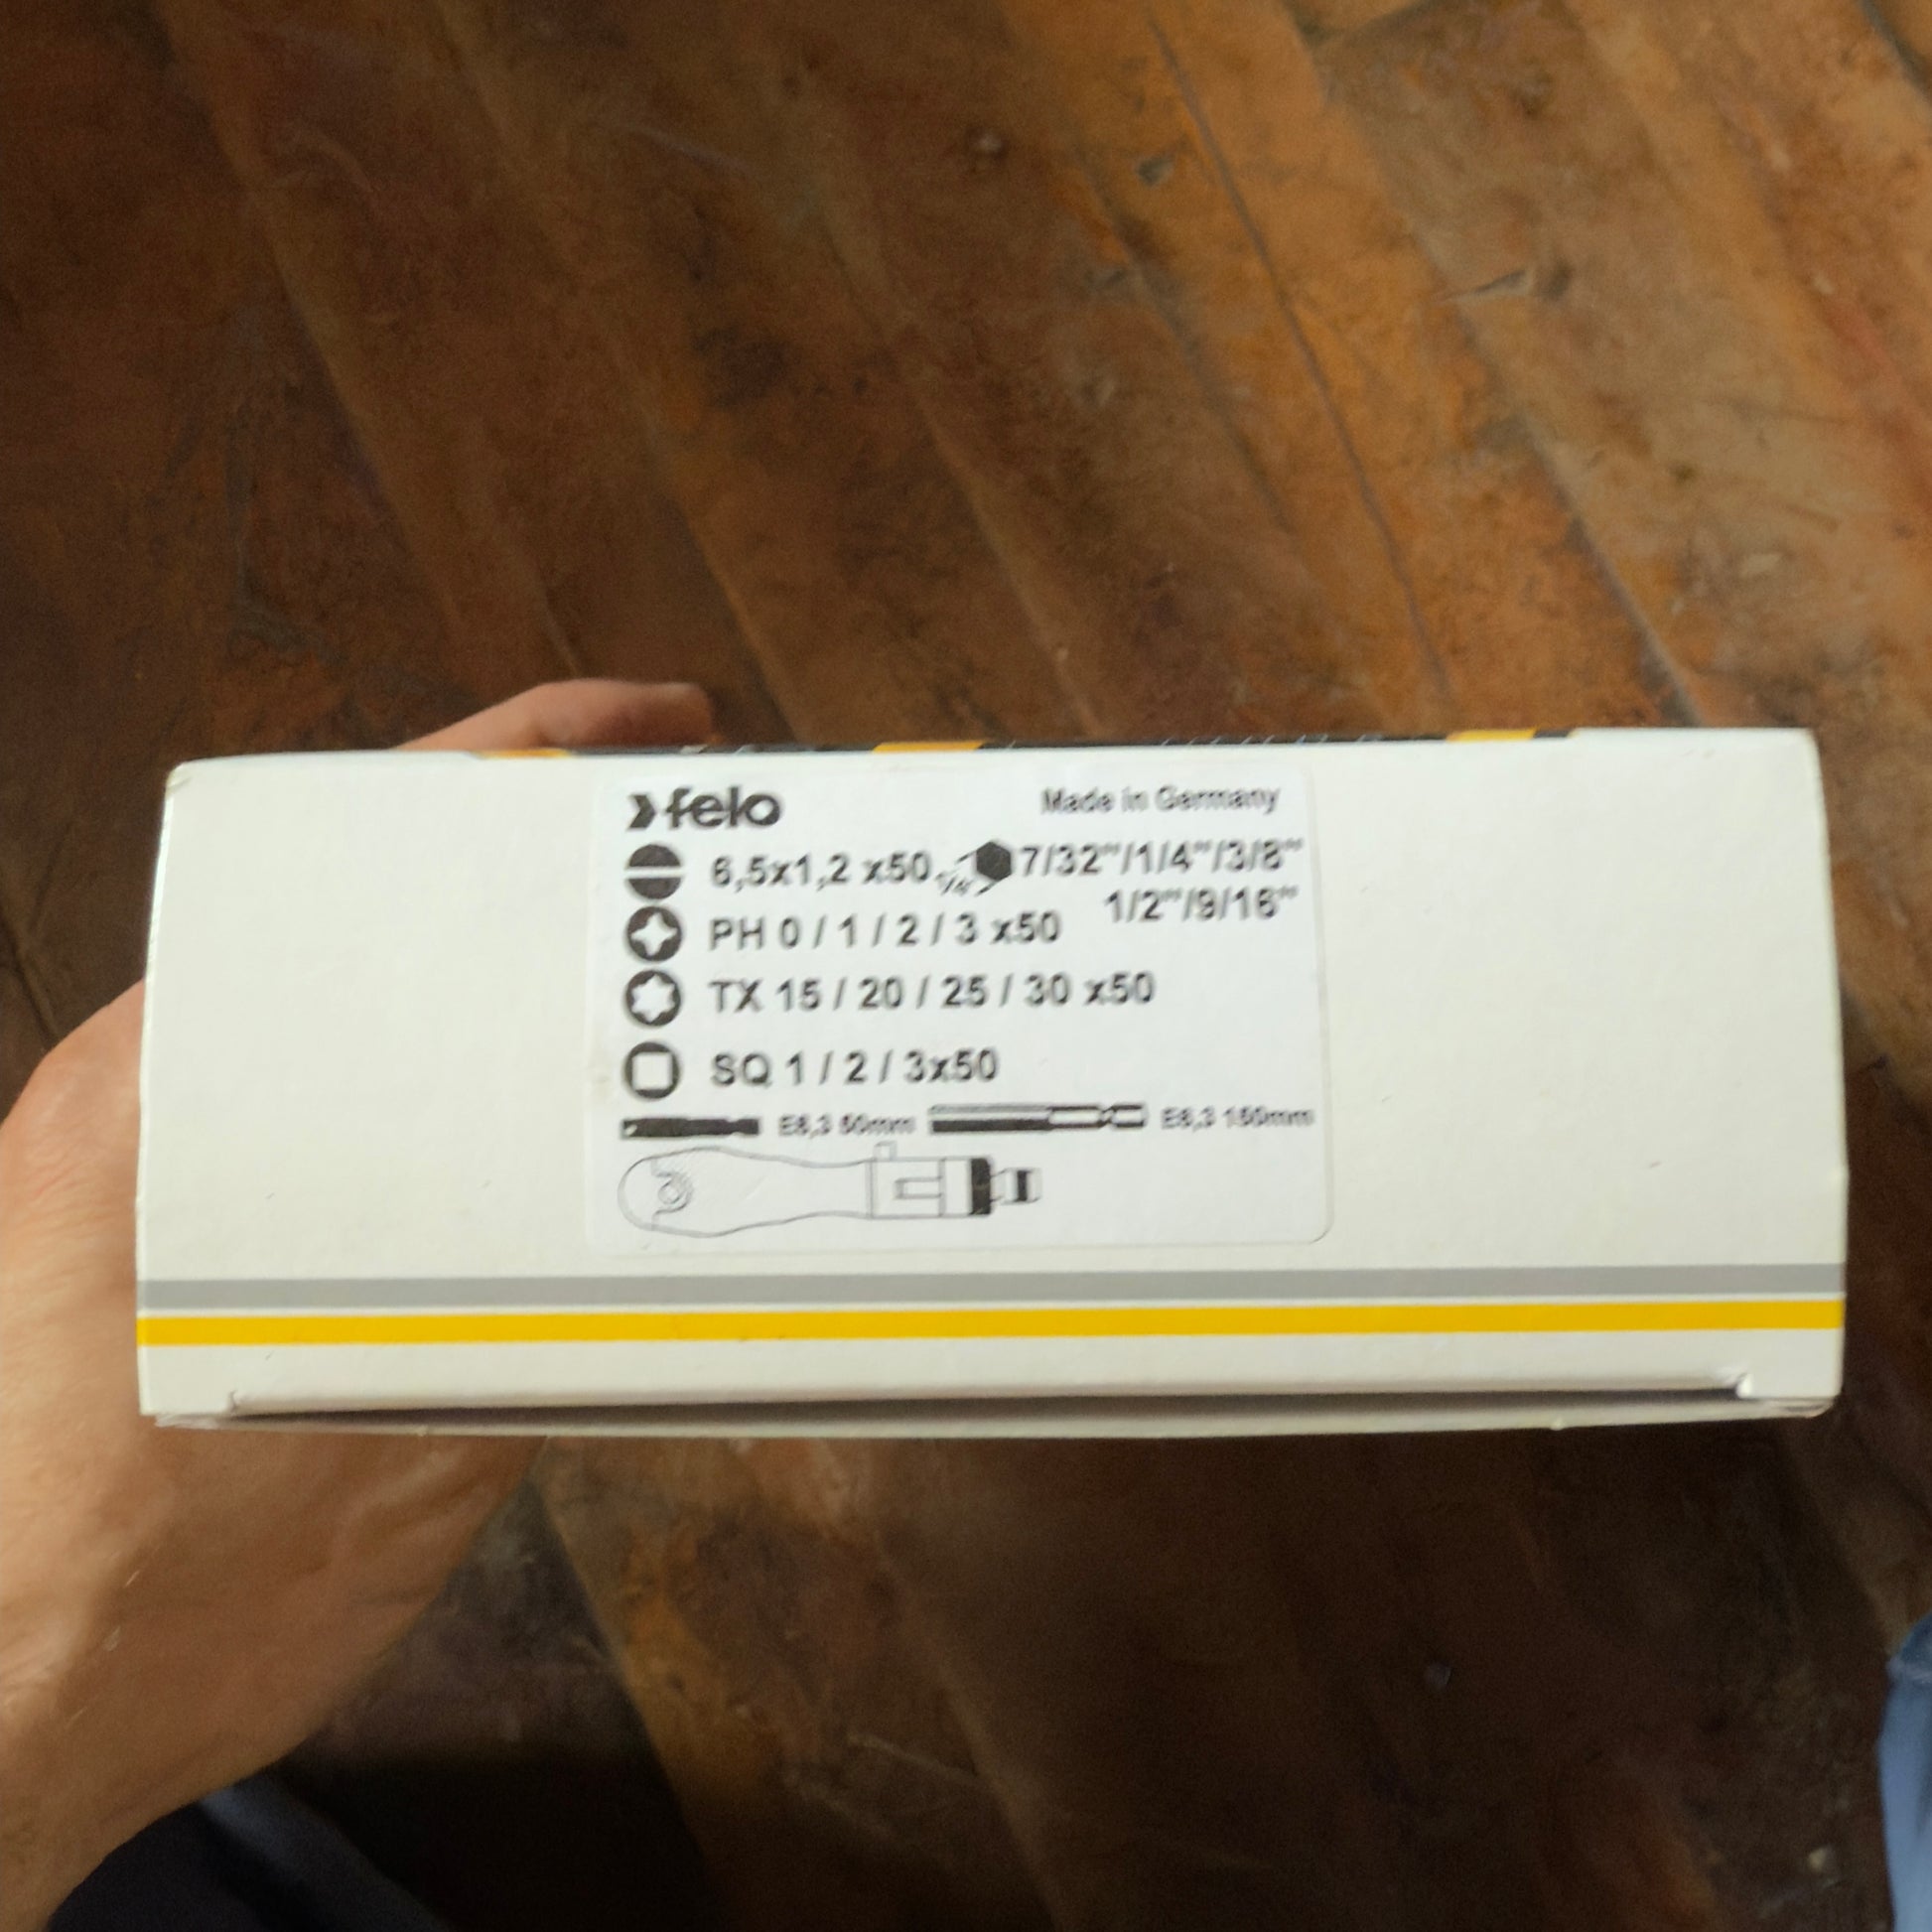 felo Made in Germany
6,5x1,2 x50 1/4" 7/32"/1/4"/3/8"
1/2"/9/16"
PH 0 / 1 / 2 / 3 x50
TX 15 / 20 / 25 / 30 x50
SQ 1 / 2 / 3x50
E6,3 50mm E6,3 150mm